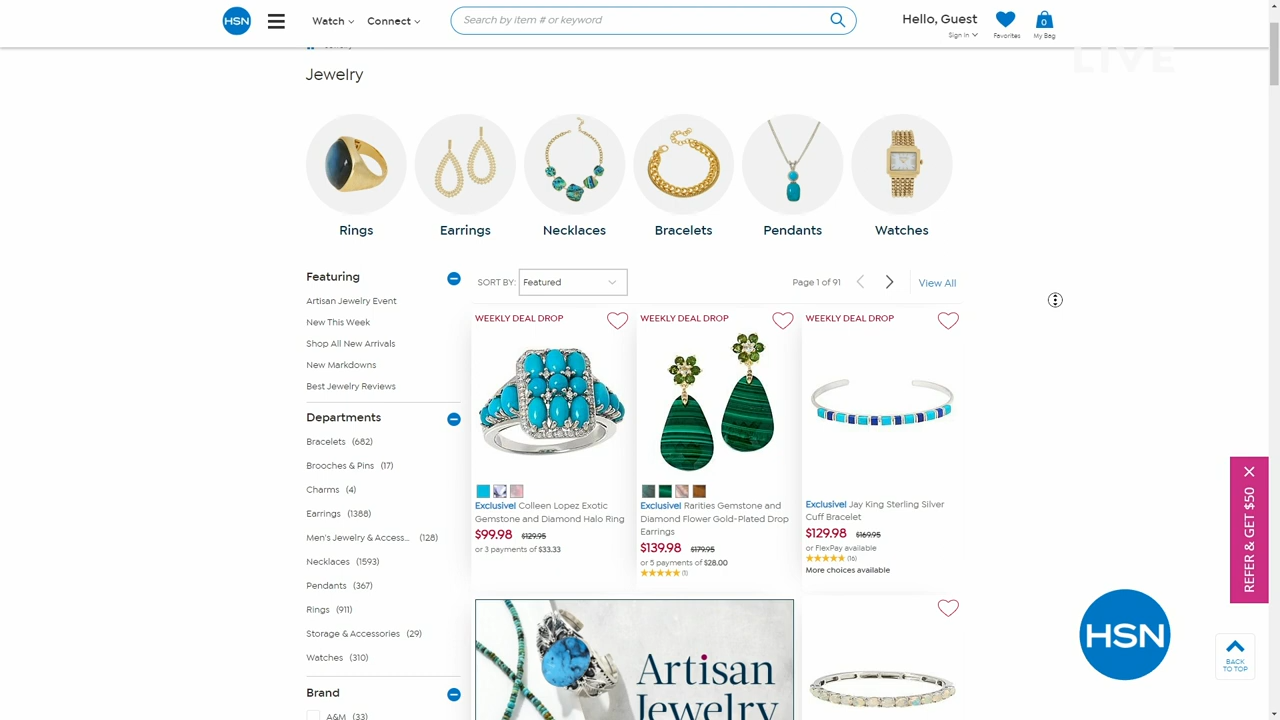 HSN
Watch
Connect
Search by item # or keyword
Hello, Guest
Sign In
Favorites
0
My Bag
LIVE
Jewelry
Rings
Earrings
Necklaces
Bracelets
Pendants
Watches
Featuring
Artisan Jewelry Event
New This Week
Shop All New Arrivals
New Markdowns
Best Jewelry Reviews
Departments
Bracelets (682)
Brooches & Pins (17)
Charms (4)
Earrings (1388)
Men's Jewelry & Access... (128)
Necklaces (1593)
Pendants (367)
Rings (911)
Storage & Accessories (29)
Watches (310)
Brand
A&M (33)
SORT BY: Featured
Page 1 of 91
View All
WEEKLY DEAL DROP
Exclusive! Colleen Lopez Exotic
Gemstone and Diamond Halo Ring
$99.98 $129.95
or 3 payments of $33.33
WEEKLY DEAL DROP
Exclusive! Rarities Gemstone and
Diamond Flower Gold-Plated Drop
Earrings
$139.98 $179.95
or 5 payments of $28.00
(1)
WEEKLY DEAL DROP
Exclusive! Jay King Sterling Silver
Cuff Bracelet
$129.98 $169.95
or FlexPay available
(16)
More choices available
Artisan
Jewelry
REFER & GET $50
HSN
BACK
TO TOP